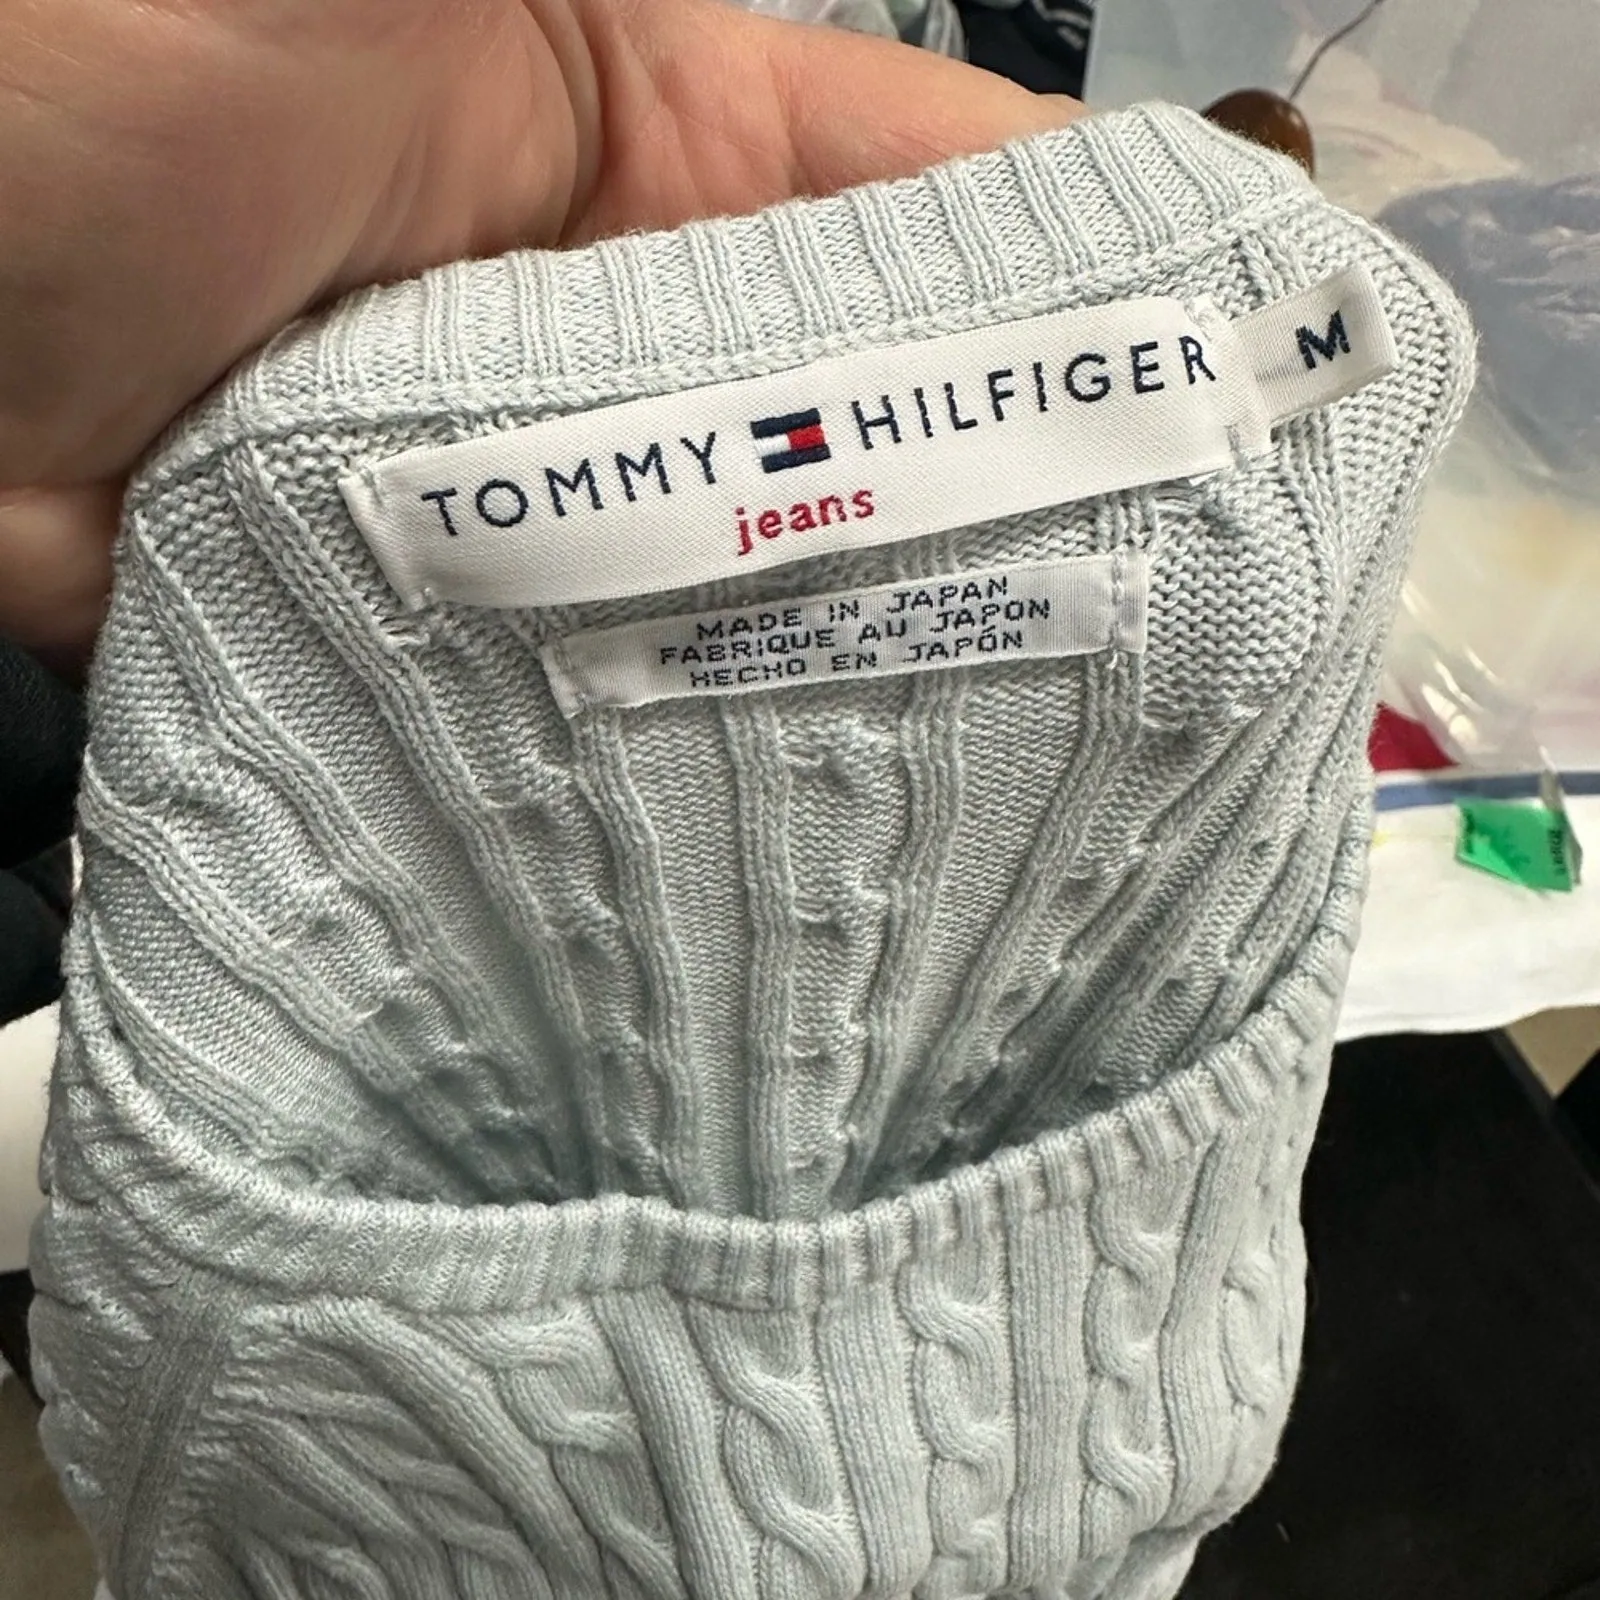 TOMMY HILFIGER
M
jeans
MADE IN JAPAN
FABRIQUE AU JAPON
HECHO EN JAPÓN